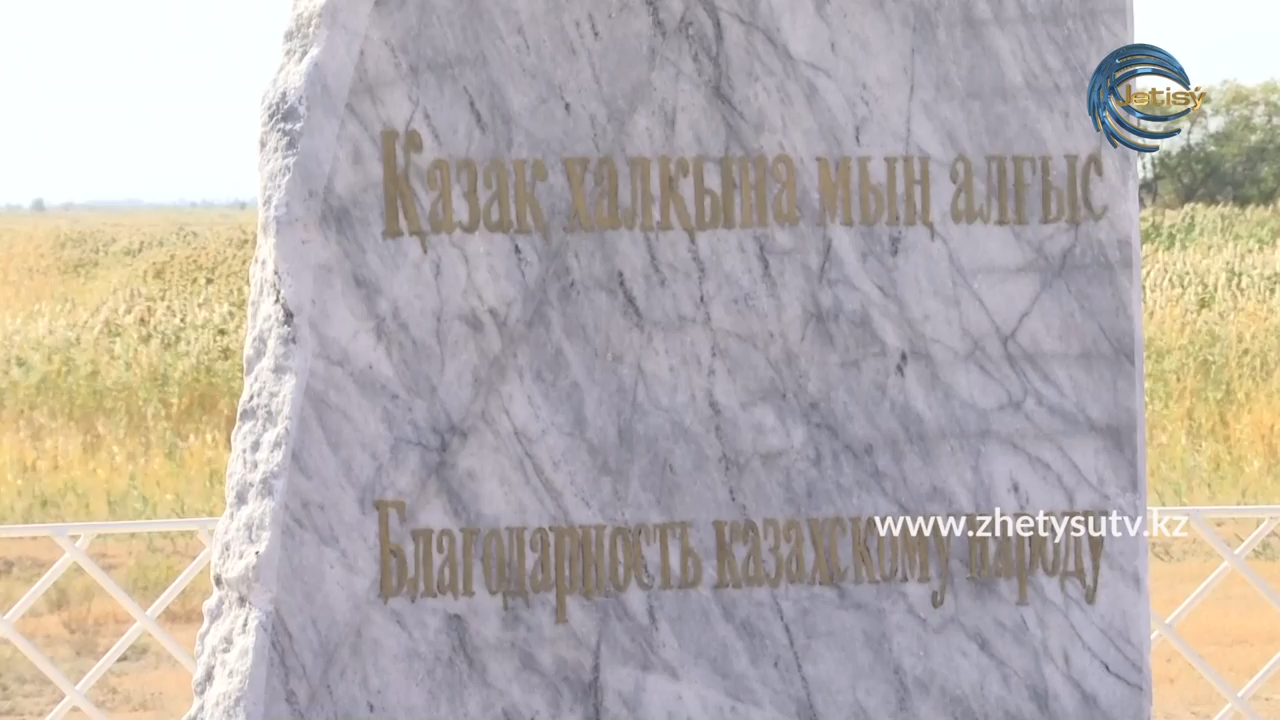 Jetisý
Қазақ халқына мың алғыс
Благодарность казахскому народу
www.zhetysutv.kz